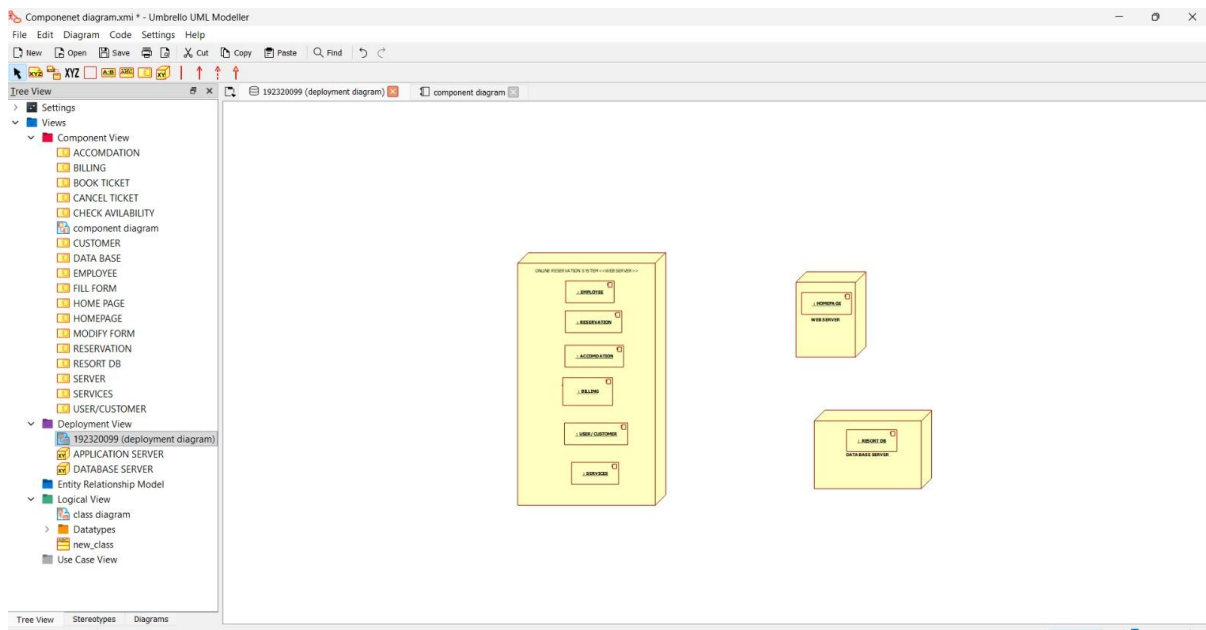 Componenet diagram.xmi * - Umbrello UML Modeller
File Edit Diagram Code Settings Help
New Open Save Cut Copy Paste Find
XYZ XYZ A:B ABC XY
Tree View
192320099 (deployment diagram) component diagram
Settings
Views
Component View
ACCOMDATION
BILLING
BOOK TICKET
CANCEL TICKET
CHECK AVILABILITY
component diagram
CUSTOMER
DATA BASE
EMPLOYEE
FILL FORM
HOME PAGE
HOMEPAGE
MODIFY FORM
RESERVATION
RESORT DB
SERVER
SERVICES
USER/CUSTOMER
Deployment View
192320099 (deployment diagram)
APPLICATION SERVER
DATABASE SERVER
Entity Relationship Model
Logical View
class diagram
Datatypes
new_class
Use Case View
Tree View Stereotypes Diagrams
ONLINE RESERVATION SYSTEM <<WEB SERVER>>
: EMPLOYEE
: RESERVATION
: ACCOMDATION
: BILLING
: USER/CUSTOMER
: SERVICES
: HOMEPAGE
WEB SERVER
: RESORT DB
DATABASE SERVER